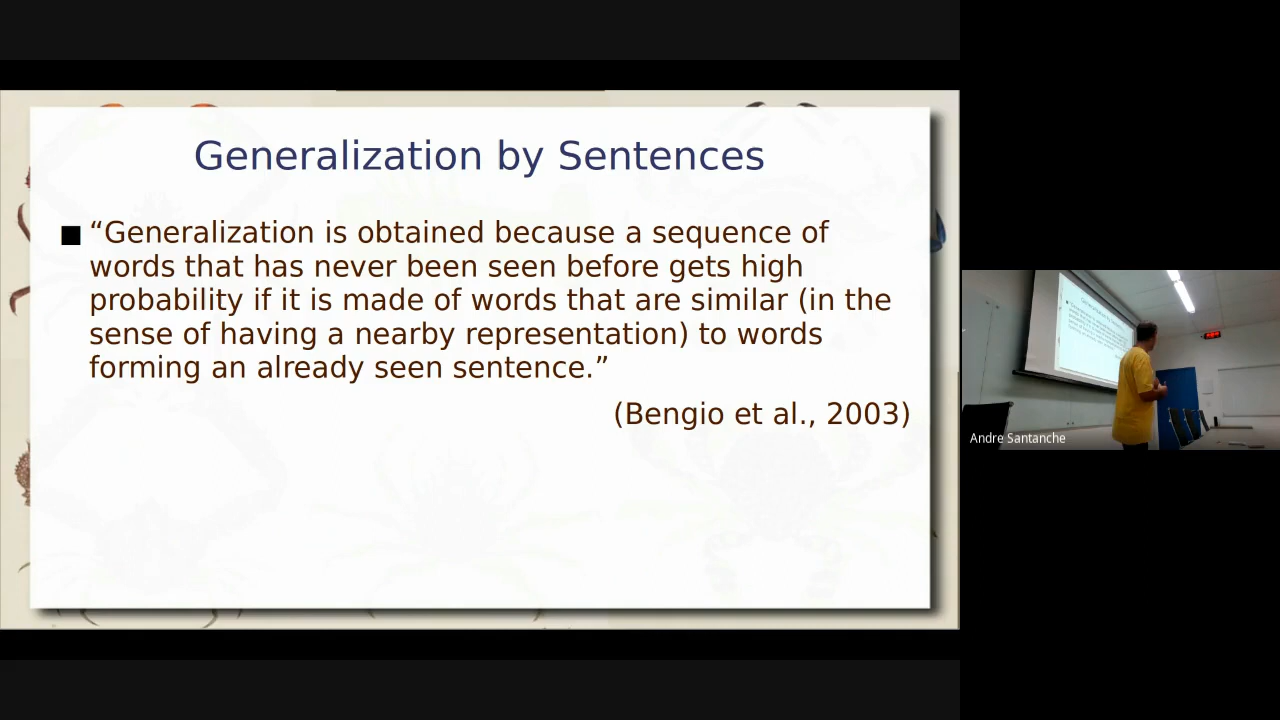 Generalization by Sentences
■ “Generalization is obtained because a sequence of
words that has never been seen before gets high
probability if it is made of words that are similar (in the
sense of having a nearby representation) to words
forming an already seen sentence.”
(Bengio et al., 2003)
Andre Santanche